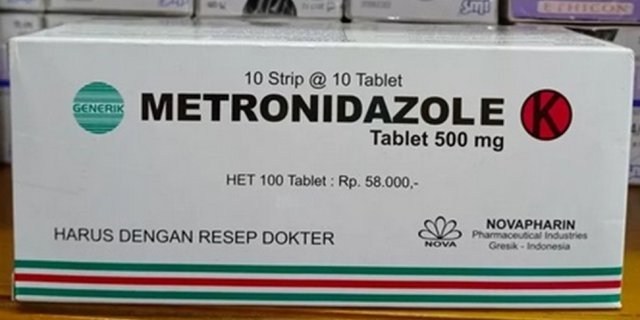 ETHICON
10 Strip @ 10 Tablet
GENERIK
METRONIDAZOLE
K
Tablet 500 mg
HET 100 Tablet : Rp. 58.000,-
HARUS DENGAN RESEP DOKTER
NOVA
NOVAPHARIN
Pharmaceutical Industries
Gresik - Indonesia